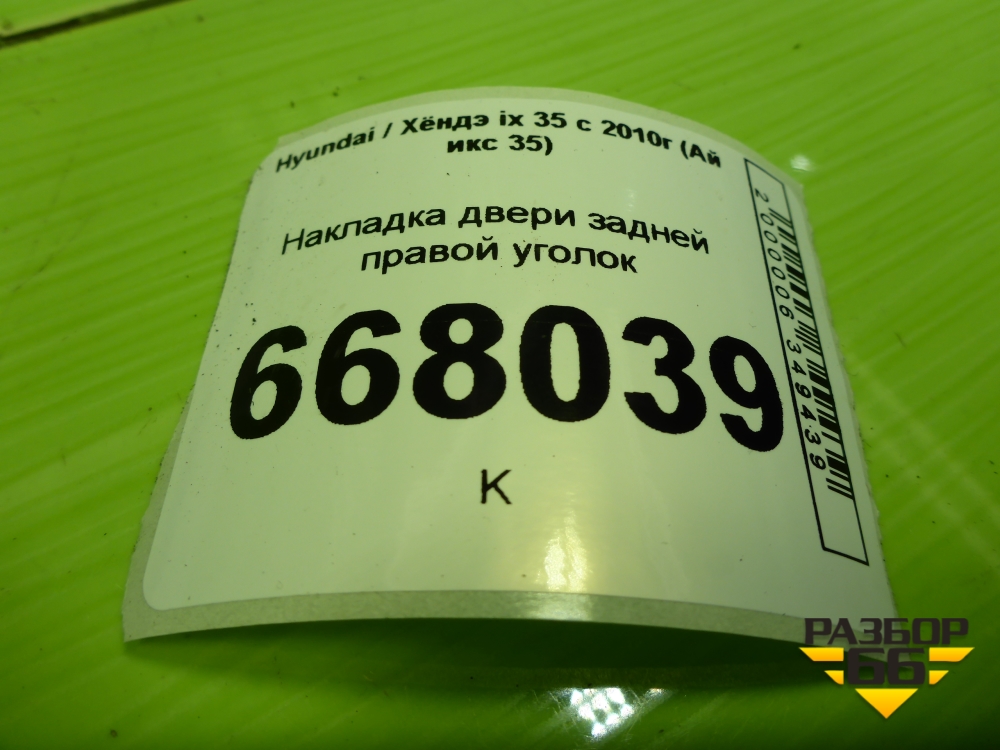 Hyundai / Хёндэ ix 35 с 2010г (Ай
икс 35)
Накладка двери задней
правой уголок
668039
К
2000006349439
РАЗБОР
66